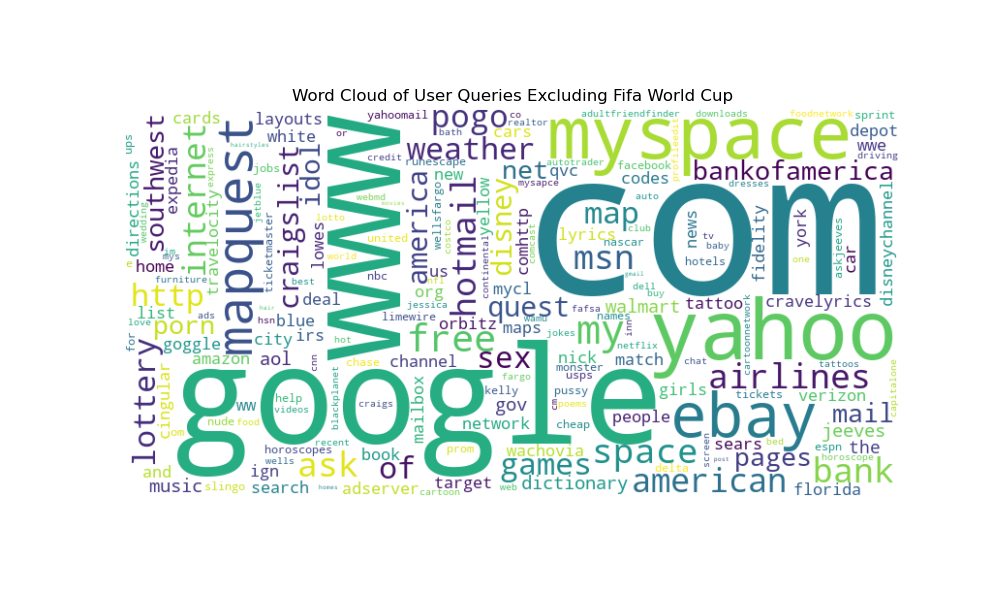 Word Cloud of User Queries Excluding Fifa World Cup
ups
directions
wedding
love
for
southwest
cards
expedia
internet
travelocity
express
mapquest
hairstyles
jobs
jetblue
layouts
white
ticketmaster
craigslist
idol
lowes
or
www
yahoomail
co
realtor
bath
credit
pogo
cars
weather
runescape
new
net
qvc
autotrader
myspace
adultfriendfinder
downloads
foodnetwork
sprint
depot
wwe
driving
profileedit
facebook
codes
bankofamerica
myspace
webmd
movies
lotto
united
world
nbc
america
wellsfargo
costco
hotmail
yellow
continental
disney
comhttp
comcast
map
lyrics
msn
nascar
club
auto
dresses
com
news
tv
baby
hotels
fidelity
york
one
askjeeves
car
disneychannel
home
im
mys
furniture
http
list
porn
goggle
ads
hsn
deal
best
blue
irs
city
hair
amazon
aol
us
org
nfl
mycl
quest
fafsa
jessica
limewire
orbitz
maps
jokes
names
inn
netflix
gmail
dell
buy
walmart
tattoo
cravelyrics
my
yahoo
cartoonnetwork
chat
tattoos
hot
free
channel
chase
cnn
sex
nick
monster
match
usps
fargo
lottery
cingular
om
ww
nude
food
google
help
videos
blackplanet
craigs
mailbox
kelly
gov
cm
poems
pussy
cheap
people
girls
airlines
tickets
verizon
capitalone
ebay
mail
network
wachovia
wamu
prom
recent
horoscopes
wells
book
ask
of
ign
and
music
slingo
search
homes
adserver
cartoon
target
web
games
dictionary
space
delta
screen
sears
post
bed
pages
horoscope
espn
the
jeeves
american
florida
bank